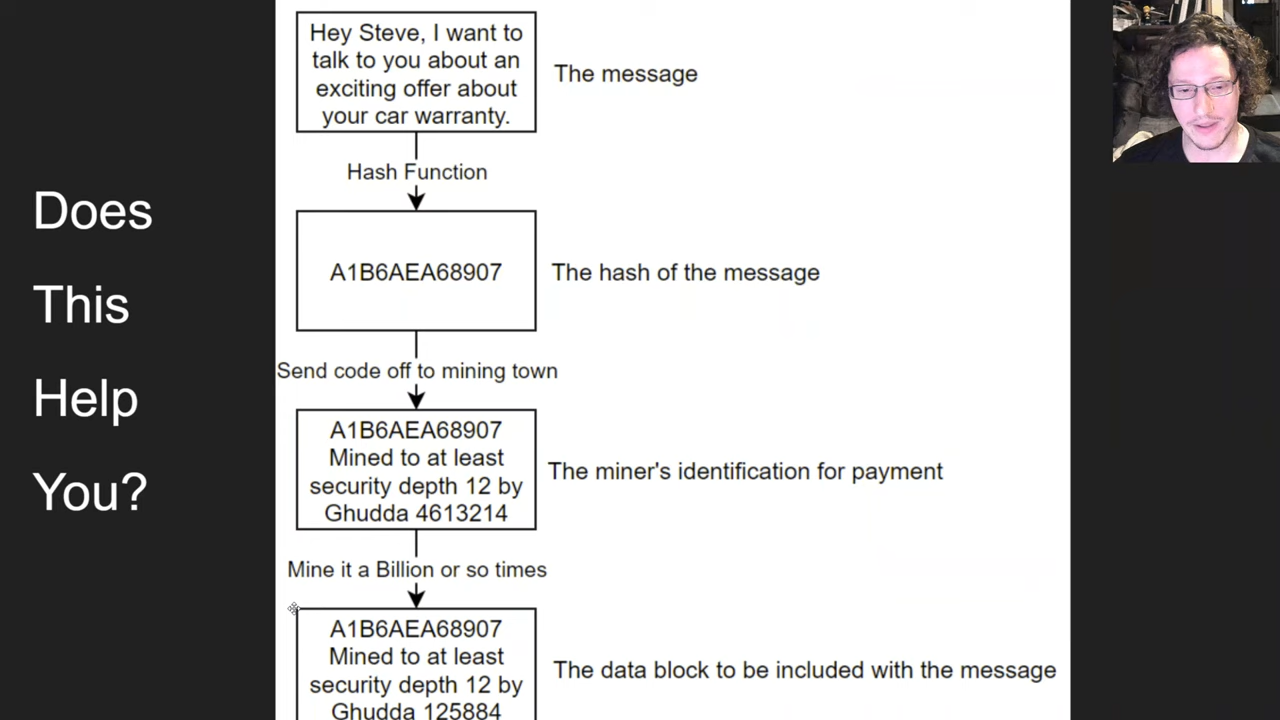 Does
This
Help
You?
Hey Steve, I want to
talk to you about an
exciting offer about
your car warranty.
The message
Hash Function
A1B6AEA68907
The hash of the message
Send code off to mining town
A1B6AEA68907
Mined to at least
security depth 12 by
Ghudda 4613214
The miner's identification for payment
Mine it a Billion or so times
A1B6AEA68907
Mined to at least
security depth 12 by
Ghudda 125884
The data block to be included with the message